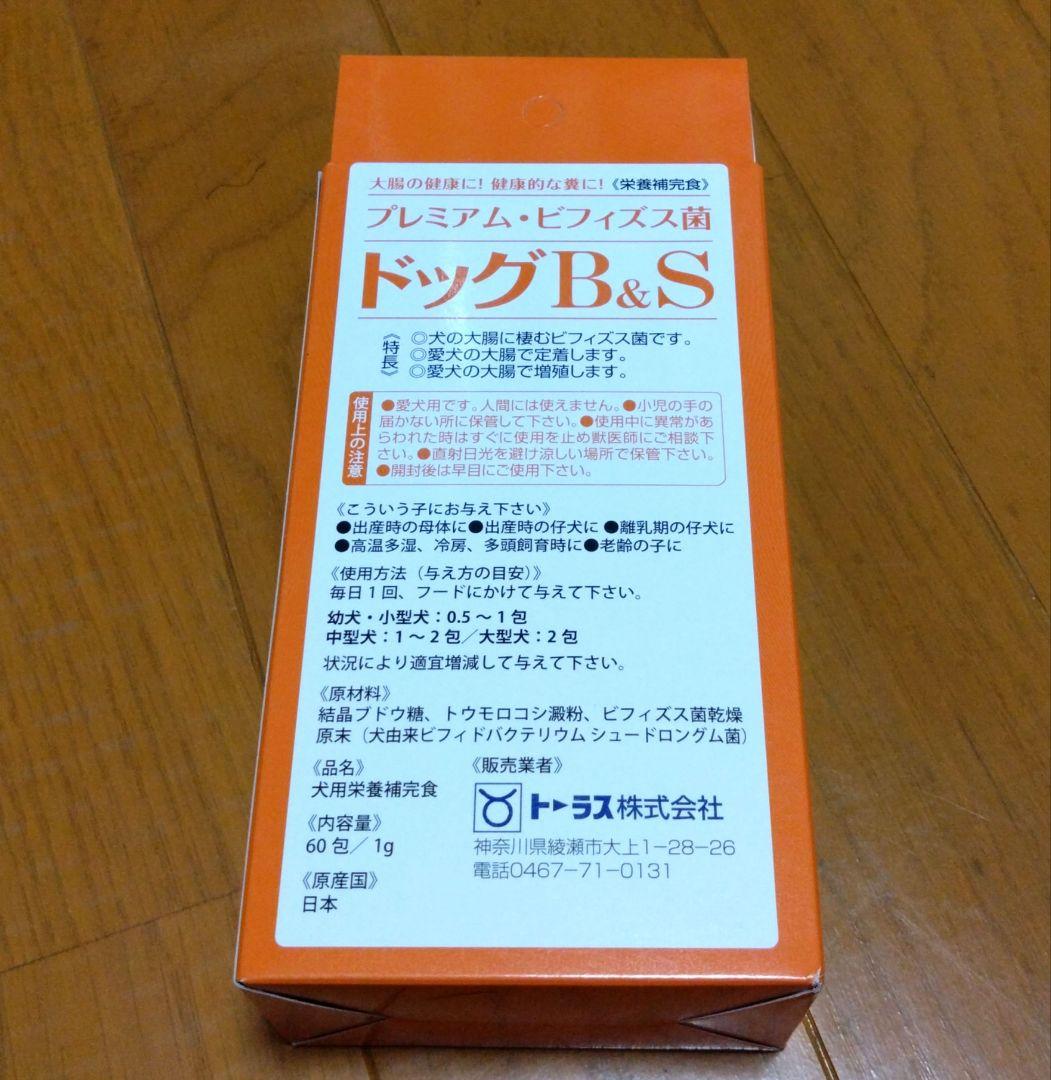 大腸の健康に！健康的な糞に！《栄養補完食》
プレミアム・ビフィズス菌
ドッグB&S
《特長》
◎犬の大腸に棲むビフィズス菌です。
◎愛犬の大腸で定着します。
◎愛犬の大腸で増殖します。
使用上の注意
●愛犬用です。人間には使えません。●小児の手の
届かない所に保管して下さい。●使用中に異常があ
らわれた時はすぐに使用を止め獣医師にご相談下
さい。●直射日光を避け涼しい場所で保管下さい。
●開封後は早目にご使用下さい。
《こういう子にお与え下さい》
●出産時の母体に●出産時の仔犬に●離乳期の仔犬に
●高温多湿、冷房、多頭飼育時に●老齢の子に
《使用方法（与え方の目安）》
毎日1回、フードにかけて与えて下さい。
幼犬・小型犬：0.5～1包
中型犬：1～2包／大型犬：2包
状況により適宜増減して与えて下さい。
《原材料》
結晶ブドウ糖、トウモロコシ澱粉、ビフィズス菌乾燥
原末（犬由来ビフィドバクテリウム シュードロングム菌）
《品名》
犬用栄養補完食
《内容量》
60包／1g
《原産国》
日本
《販売業者》
トーラス株式会社
神奈川県綾瀬市大上1-28-26
電話0467-71-0131